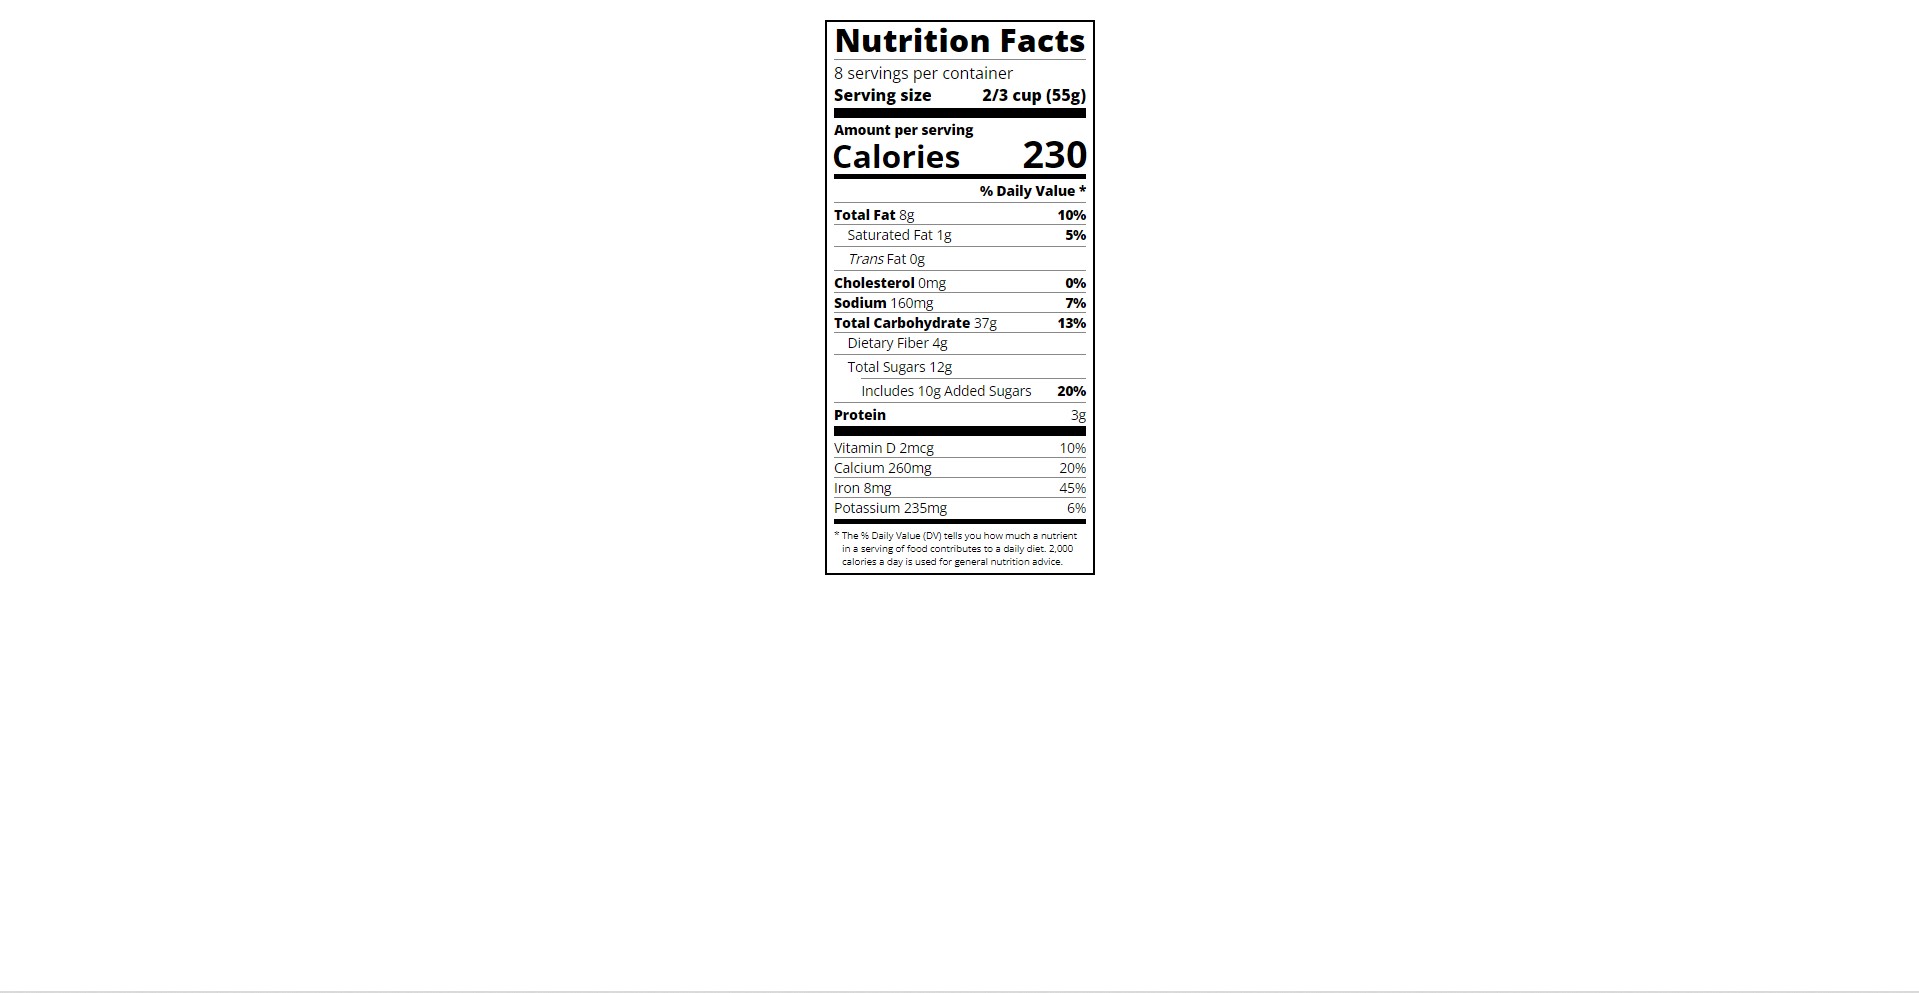 Nutrition Facts
8 servings per container
Serving size 2/3 cup (55g)
Amount per serving
Calories 230
% Daily Value *
Total Fat 8g 10%
Saturated Fat 1g 5%
Trans Fat 0g
Cholesterol 0mg 0%
Sodium 160mg 7%
Total Carbohydrate 37g 13%
Dietary Fiber 4g
Total Sugars 12g
Includes 10g Added Sugars 20%
Protein 3g
Vitamin D 2mcg 10%
Calcium 260mg 20%
Iron 8mg 45%
Potassium 235mg 6%
* The % Daily Value (DV) tells you how much a nutrient
in a serving of food contributes to a daily diet. 2,000
calories a day is used for general nutrition advice.